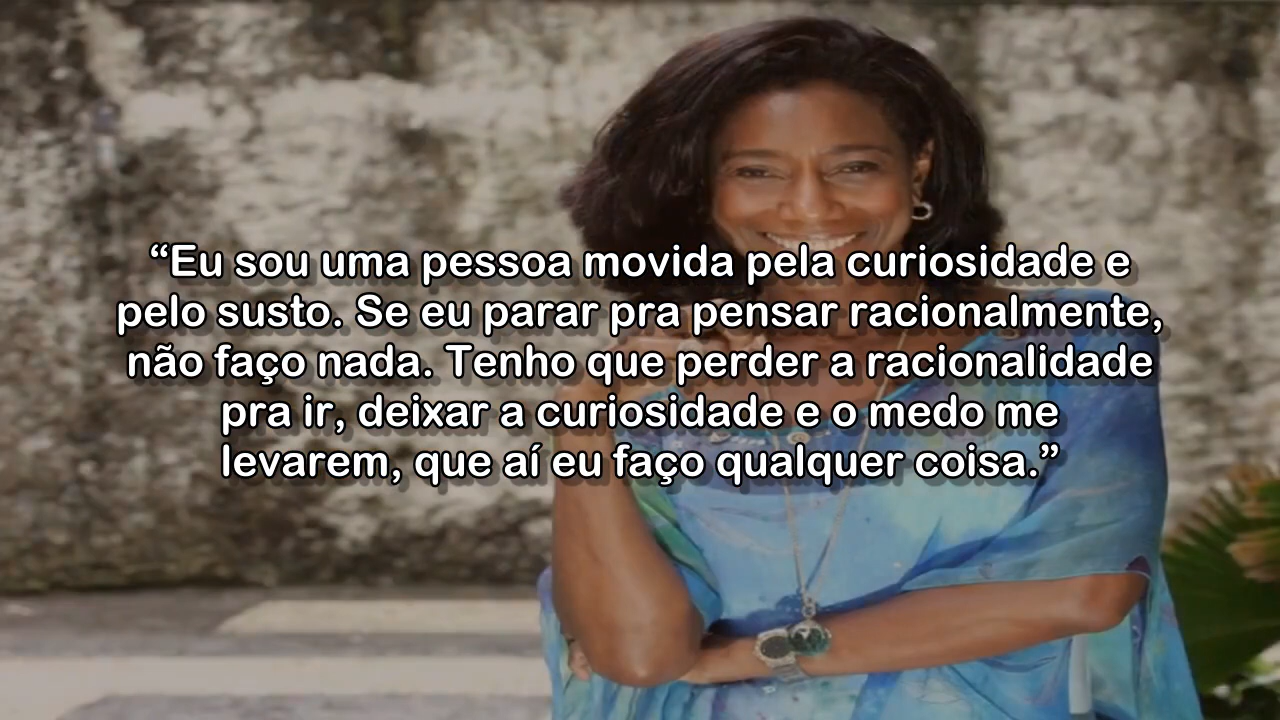 “Eu sou uma pessoa movida pela curiosidade e
pelo susto. Se eu parar pra pensar racionalmente,
não faço nada. Tenho que perder a racionalidade
pra ir, deixar a curiosidade e o medo me
levarem, que aí eu faço qualquer coisa.”